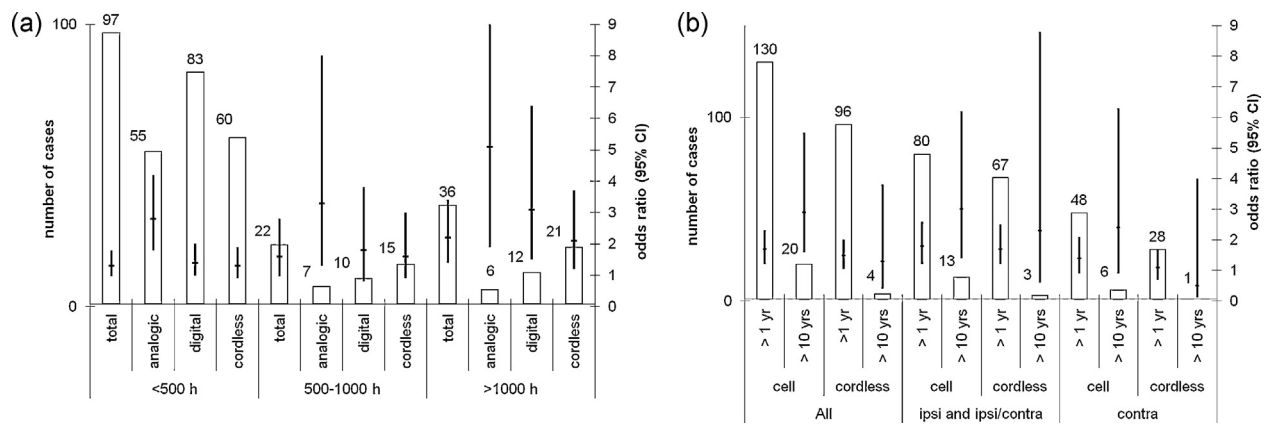 (a)
number of cases
100
0
97
55
83
60
22
7
10
15
36
6
12
21
9
8
7
6
5
4
3
2
1
0
odds ratio (95% CI)
total
analogic
digital
cordless
total
analogic
digital
cordless
total
analogic
digital
cordless
<500 h
500-1000 h
>1000 h
(b)
number of cases
100
0
130
20
96
4
80
13
67
3
48
6
28
1
9
8
7
6
5
4
3
2
1
0
odds ratio (95% CI)
> 1 yr
> 10 yrs
>1 yr
> 10 yrs
> 1 yr
> 10 yrs
> 1 yr
> 10 yrs
> 1 yr
> 10 yrs
> 1 yr
> 10 yrs
cell
cordless
cell
cordless
cell
cordless
All
ipsi and ipsi/contra
contra